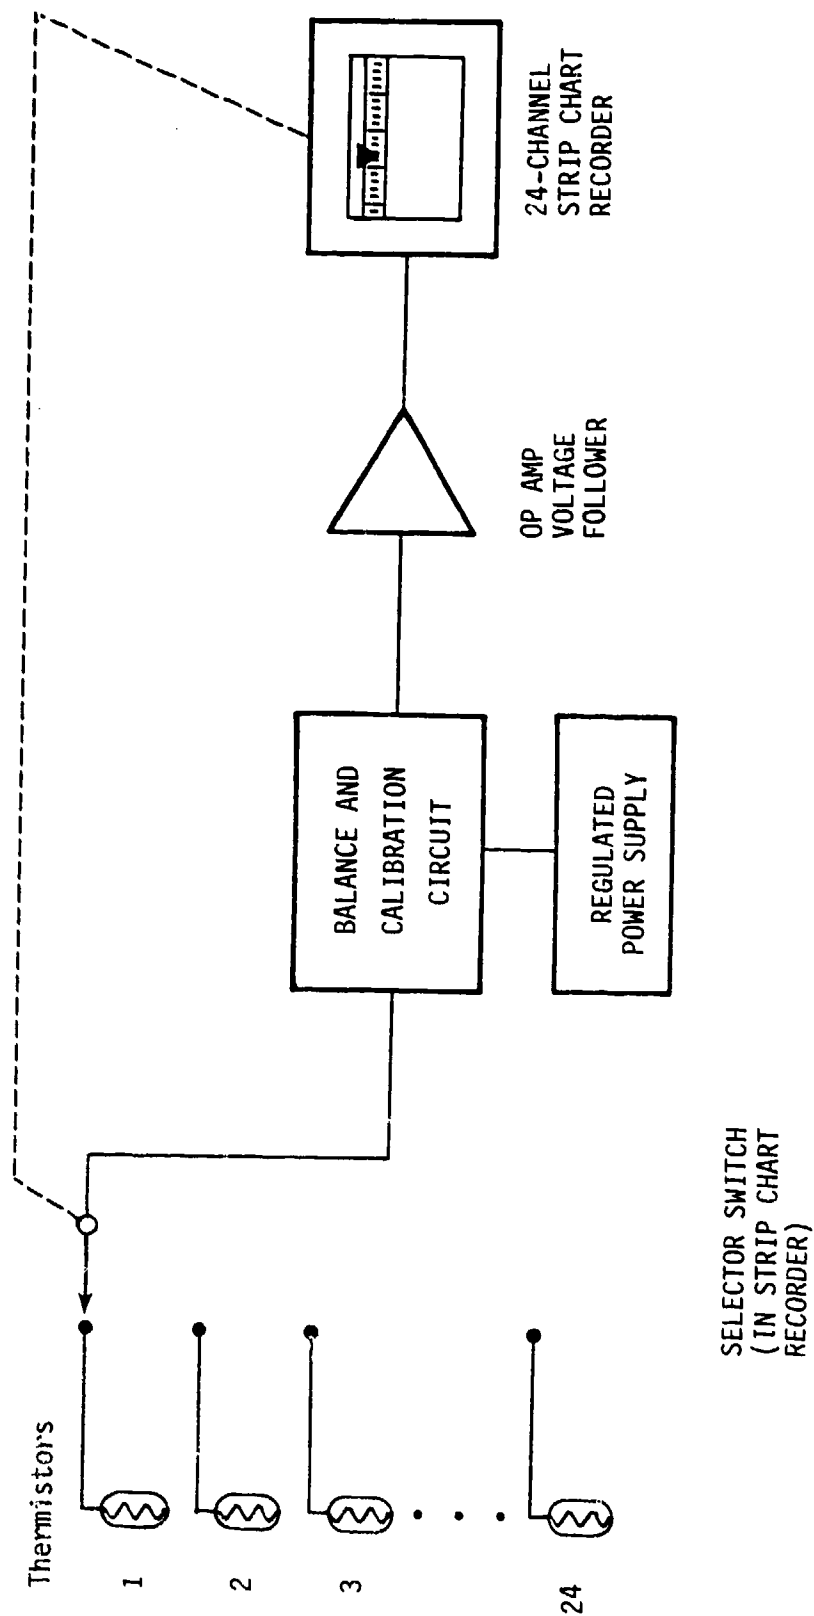 Thermistors
1
2
3
24
SELECTOR SWITCH
(IN STRIP CHART
RECORDER)
BALANCE AND
CALIBRATION
CIRCUIT
REGULATED
POWER SUPPLY
OP AMP
VOLTAGE
FOLLOWER
24-CHANNEL
STRIP CHART
RECORDER